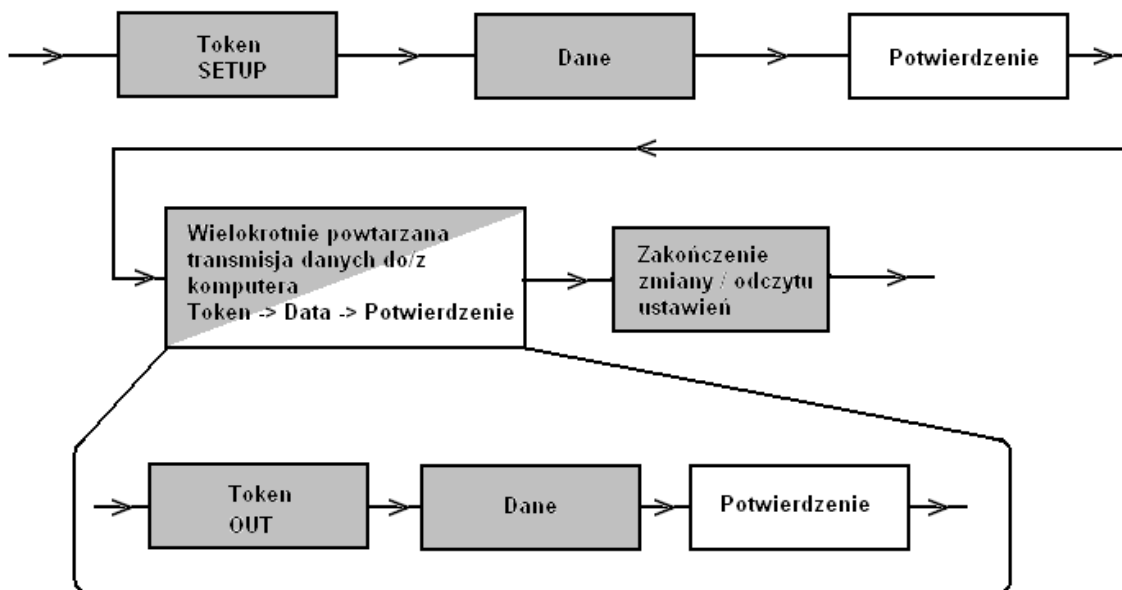 Token
SETUP
Dane
Potwierdzenie
Wielokrotnie powtarzana
transmisja danych do/z
komputera
Token -> Data -> Potwierdzenie
Zakończenie
zmiany / odczytu
ustawień
Token
OUT
Dane
Potwierdzenie